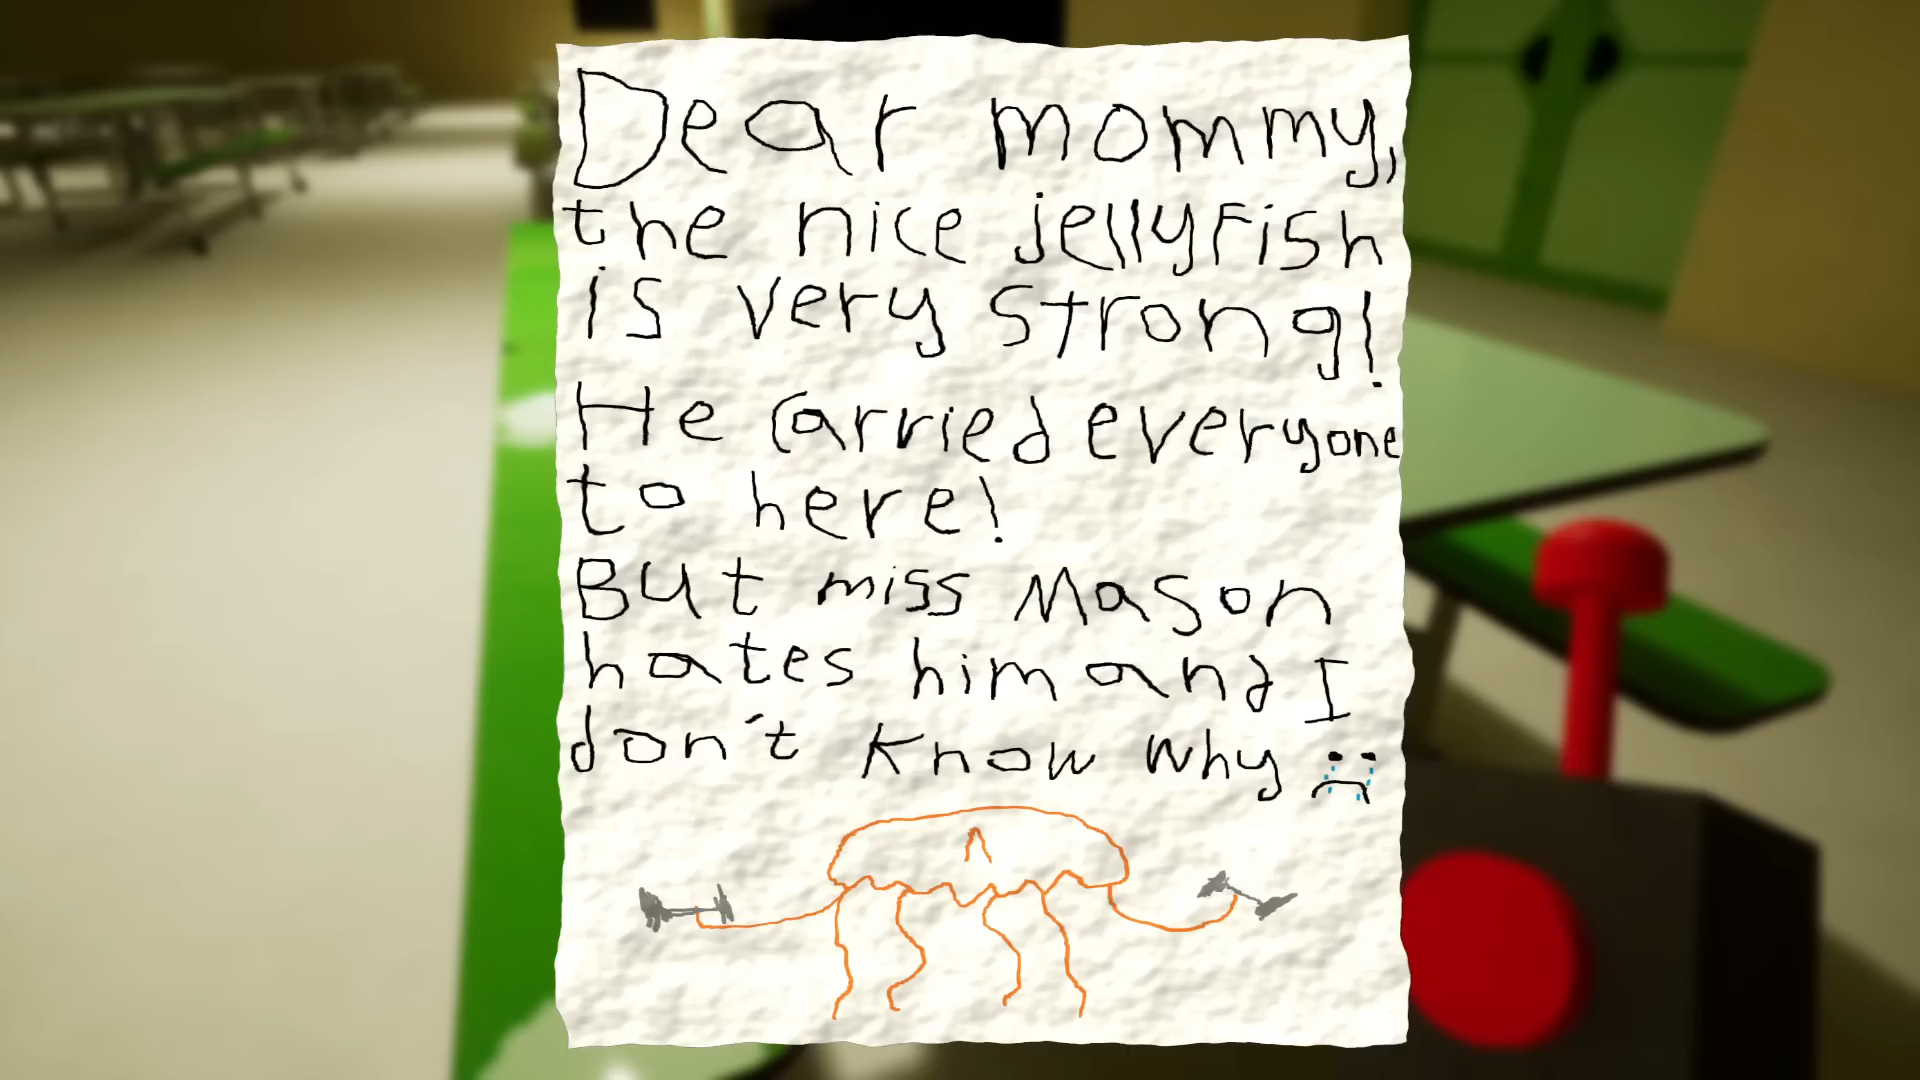 Dear mommy,
the nice jellyfish
is very strong!
He carried everyone
to here!
But miss Mason
hates him and I
don't know why